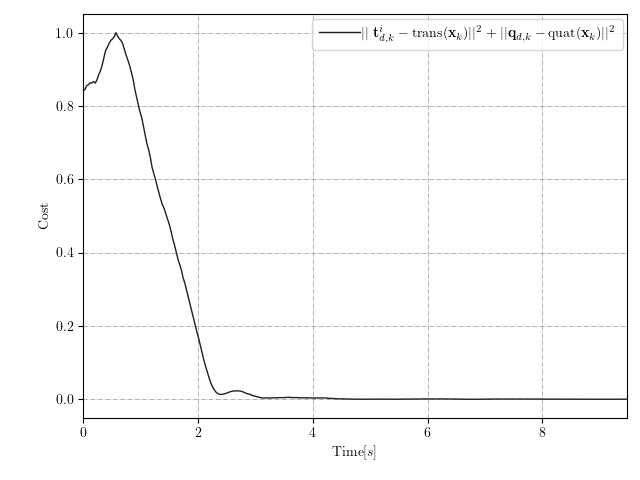 || t^i_{d,k} − trans(x_k)||² + ||q_{d,k} − quat(x_k)||²
1.0
0.8
0.6
0.4
0.2
0.0
Cost
0 2 4 6 8
Time[s]